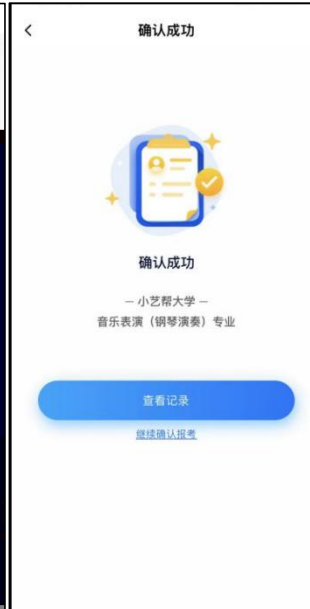 确认成功
确认成功
— 小艺帮大学 —
音乐表演（钢琴演奏）专业
查看记录
继续确认报考